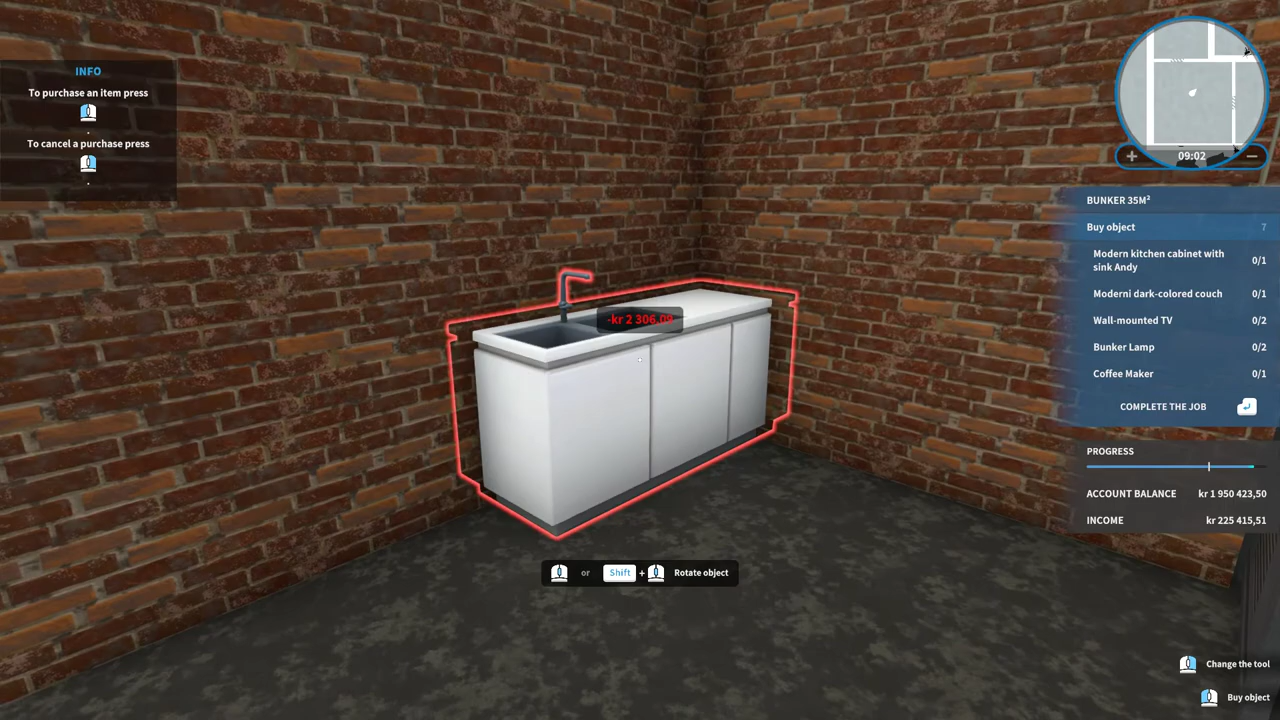 INFO
To purchase an item press
.
To cancel a purchase press
.
-kr 2 306,09
or Shift + Rotate object
+ 09:02 −
BUNKER 35M²
Buy object 7
Modern kitchen cabinet with
sink Andy 0/1
Moderni dark-colored couch 0/1
Wall-mounted TV 0/2
Bunker Lamp 0/2
Coffee Maker 0/1
COMPLETE THE JOB
PROGRESS
ACCOUNT BALANCE kr 1 950 423,50
INCOME kr 225 415,51
Change the tool
Buy object